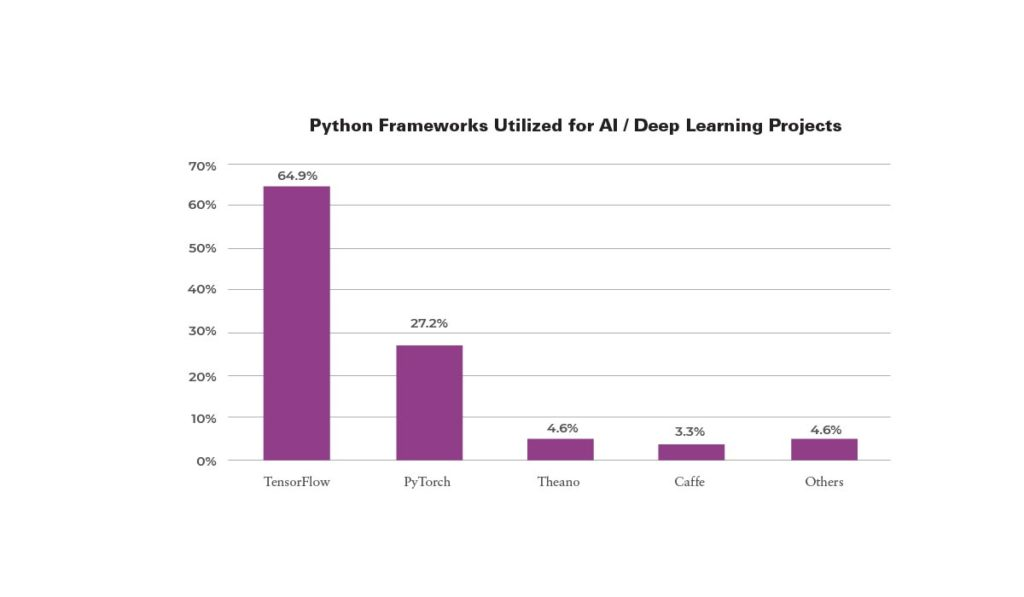 Python Frameworks Utilized for AI / Deep Learning Projects
70%
60%
50%
40%
30%
20%
10%
0%
64.9%
27.2%
4.6%
3.3%
4.6%
TensorFlow
PyTorch
Theano
Caffe
Others